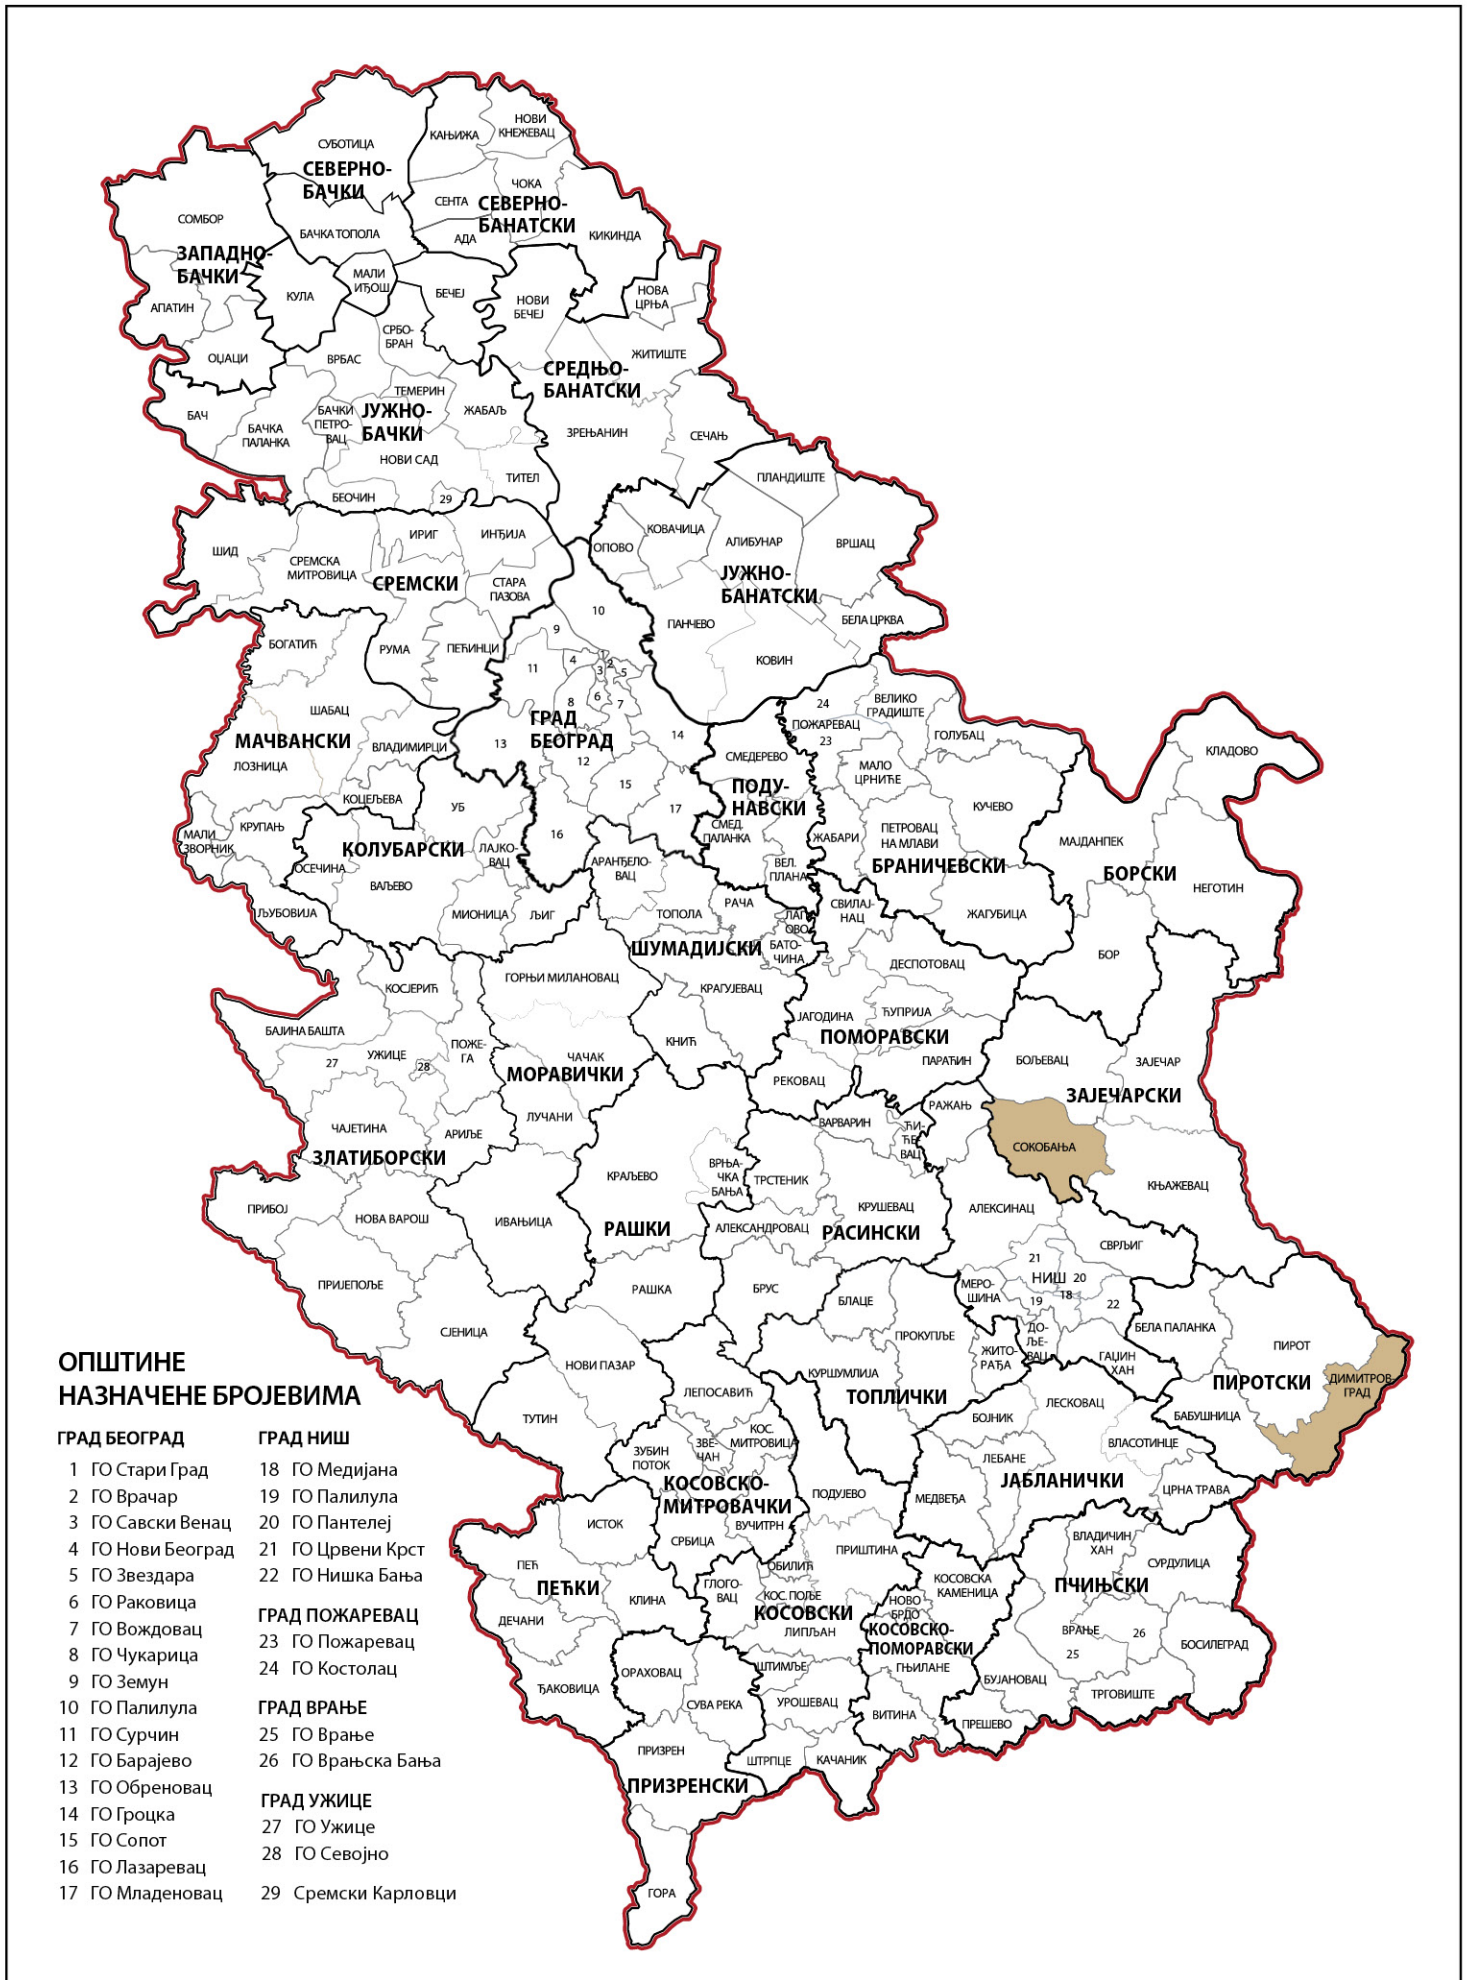 СУБОТИЦА
СЕВЕРНО-
БАЧКИ
БАЧКА ТОПОЛА
МАЛИ
ИЂОШ
КАЊИЖА
НОВИ
КНЕЖЕВАЦ
ЧОКА
СЕНТА
СЕВЕРНО-
БАНАТСКИ
АДА
КИКИНДА
СОМБОР
ЗАПАДНО-
БАЧКИ
АПАТИН
КУЛА
ОЏАЦИ
БЕЧЕЈ
СРБО-
БРАН
ВРБАС
ТЕМЕРИН
ЖАБАЉ
БАЧ
БАЧКА
ПАЛАНКА
БАЧКИ
ПЕТРО-
ВАЦ
ЈУЖНО-
БАЧКИ
НОВИ САД
ТИТЕЛ
БЕОЧИН
29
НОВИ
БЕЧЕЈ
НОВА
ЦРЊА
ЖИТИШТЕ
СРЕДЊО-
БАНАТСКИ
ЗРЕЊАНИН
СЕЧАЊ
ПЛАНДИШТЕ
ОПОВО
КОВАЧИЦА
АЛИБУНАР
ВРШАЦ
ЈУЖНО-
БАНАТСКИ
ПАНЧЕВО
БЕЛА ЦРКВА
КОВИН
ШИД
СРЕМСКА
МИТРОВИЦА
ИРИГ
ИНЂИЈА
СРЕМСКИ
СТАРА
ПАЗОВА
РУМА
ПЕЋИНЦИ
БОГАТИЋ
ШАБАЦ
МАЧВАНСКИ
ВЛАДИМИРЦИ
ЛОЗНИЦА
КОЦЕЉЕВА
МАЛИ
ЗВОРНИК
КРУПАЊ
ЉУБОВИЈА
10
9
11
4
1
2
3
5
6
8
7
ГРАД
БЕОГРАД
13
12
14
15
17
16
УБ
КОЛУБАРСКИ
ЛАЈКО-
ВАЦ
ОСЕЧИНА
ВАЉЕВО
МИОНИЦА
ЉИГ
СМЕДЕРЕВО
ПОДУ-
НАВСКИ
СМЕД.
ПАЛАНКА
ВЕЛ.
ПЛАНА
24
ПОЖАРЕВАЦ
23
ВЕЛИКО
ГРАДИШТЕ
ГОЛУБАЦ
МАЛО
ЦРНИЋЕ
КУЧЕВО
ЖАБАРИ
ПЕТРОВАЦ
НА МЛАВИ
БРАНИЧЕВСКИ
ЖАГУБИЦА
КЛАДОВО
МАЈДАНПЕК
БОРСКИ
НЕГОТИН
БОР
АРАНЂЕЛО-
ВАЦ
ТОПОЛА
РАЧА
ЛАП
ОВО
БАТО-
ЧИНА
ШУМАДИЈСКИ
КРАГУЈЕВАЦ
КНИЋ
СВИЛАЈ-
НАЦ
ДЕСПОТОВАЦ
ЈАГОДИНА
ЋУПРИЈА
ПОМОРАВСКИ
ПАРАЋИН
РЕКОВАЦ
БОЉЕВАЦ
ЗАЈЕЧАР
ЗАЈЕЧАРСКИ
СОКОБАЊА
КЊАЖЕВАЦ
КОСЈЕРИЋ
БАЈИНА БАШТА
27
УЖИЦЕ
28
ПОЖЕ-
ГА
ЧАЈЕТИНА
АРИЉЕ
ЗЛАТИБОРСКИ
ПРИБОЈ
НОВА ВАРОШ
ПРИЈЕПОЉЕ
СЈЕНИЦА
ГОРЊИ МИЛАНОВАЦ
ЧАЧАК
МОРАВИЧКИ
ЛУЧАНИ
ИВАЊИЦА
КРАЉЕВО
ВРЊА-
ЧКА
БАЊА
РАШКИ
РАШКА
НОВИ ПАЗАР
ТУТИН
ВАРВАРИН
ЋИ-
ЋЕ-
ВАЦ
ТРСТЕНИК
КРУШЕВАЦ
АЛЕКСАНДРОВАЦ
РАСИНСКИ
БРУС
РАЖАЊ
АЛЕКСИНАЦ
СВРЉИГ
21
НИШ
20
18
19
22
МЕРО-
ШИНА
ДО-
ЉЕ-
ВАЦ
ГАЏИН
ХАН
БЛАЦЕ
ПРОКУПЉЕ
ЖИТО-
РАЂА
КУРШУМЛИЈА
ТОПЛИЧКИ
БЕЛА ПАЛАНКА
ПИРОТ
ПИРОТСКИ
ДИМИТРОВ-
ГРАД
БАБУШНИЦА
ЛЕСКОВАЦ
БОЈНИК
ВЛАСОТИНЦЕ
ЛЕБАНЕ
ЈАБЛАНИЧКИ
ЦРНА ТРАВА
МЕДВЕЂА
ВЛАДИЧИН
ХАН
СУРДУЛИЦА
ПЧИЊСКИ
ВРАЊЕ
26
25
БОСИЛЕГРАД
БУЈАНОВАЦ
ТРГОВИШТЕ
ПРЕШЕВО
ЛЕПОСАВИЋ
ЗУБИН
ПОТОК
ЗВЕ-
ЧАН
КОС.
МИТРОВИЦА
КОСОВСКО-
МИТРОВАЧКИ
ВУЧИТРН
СРБИЦА
ПОДУЈЕВО
ПРИШТИНА
ОБИЛИЋ
ГЛОГО-
ВАЦ
КОС. ПОЉЕ
КОСОВСКИ
ЛИПЉАН
ШТИМЉЕ
УРОШЕВАЦ
ШТРПЦЕ
КАЧАНИК
КОСОВСКА
КАМЕНИЦА
НОВО
БРДО
КОСОВСКО-
ПОМОРАВСКИ
ГЊИЛАНЕ
ВИТИНА
ИСТОК
ПЕЋ
ПЕЋКИ
КЛИНА
ДЕЧАНИ
ЂАКОВИЦА
ОРАХОВАЦ
СУВА РЕКА
ПРИЗРЕН
ПРИЗРЕНСКИ
ГОРА
ОПШТИНЕ
НАЗНАЧЕНЕ БРОЈЕВИМА
ГРАД БЕОГРАД
1 ГО Стари Град
2 ГО Врачар
3 ГО Савски Венац
4 ГО Нови Београд
5 ГО Звездара
6 ГО Раковица
7 ГО Вождовац
8 ГО Чукарица
9 ГО Земун
10 ГО Палилула
11 ГО Сурчин
12 ГО Барајево
13 ГО Обреновац
14 ГО Гроцка
15 ГО Сопот
16 ГО Лазаревац
17 ГО Младеновац
ГРАД НИШ
18 ГО Медијана
19 ГО Палилула
20 ГО Пантелеј
21 ГО Црвени Крст
22 ГО Нишка Бања
ГРАД ПОЖАРЕВАЦ
23 ГО Пожаревац
24 ГО Костолац
ГРАД ВРАЊЕ
25 ГО Врање
26 ГО Врањска Бања
ГРАД УЖИЦЕ
27 ГО Ужице
28 ГО Севојно
29 Сремски Карловци